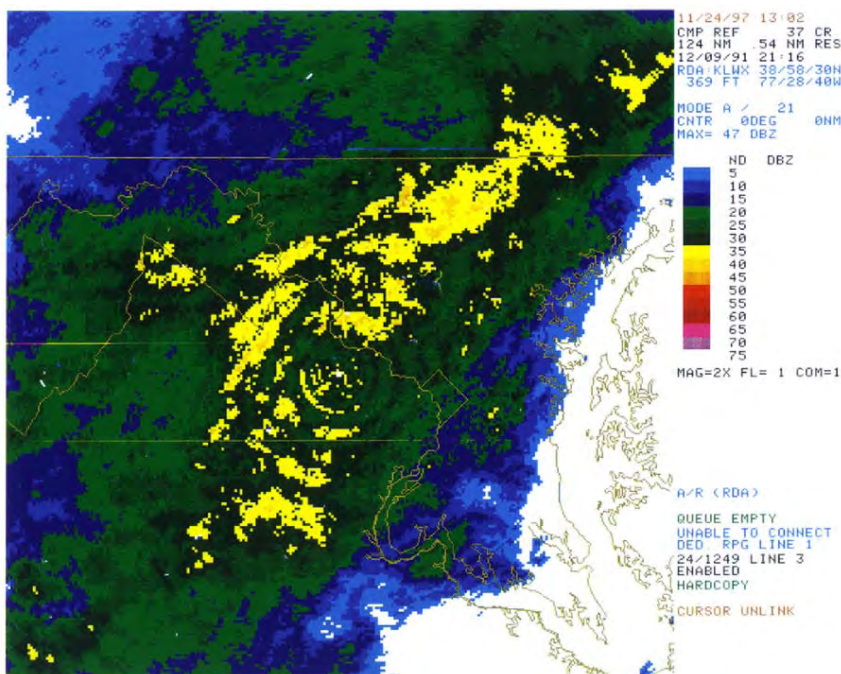 11/24/97 13:02
CMP REF 37 CR
124 NM .54 NM RES
12/09/91 21:16
RDA:KLWX 38/58/30N
369 FT 77/28/40W
MODE A / 21
CNTR 0DEG 0NM
MAX= 47 DBZ
ND DBZ
5
10
15
20
25
30
35
40
45
50
55
60
65
70
75
MAG=2X FL= 1 COM=1
A/R (RDA)
QUEUE EMPTY
UNABLE TO CONNECT
DED. RPG LINE 1
24/1249 LINE 3
ENABLED
HARDCOPY
CURSOR UNLINK